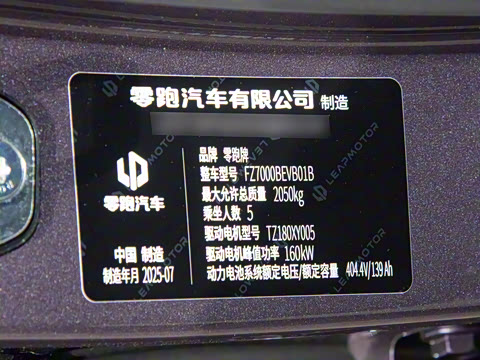 零跑汽车有限公司 制造
品牌 零跑牌
整车型号 FZ7000BEVB01B
最大允许总质量 2050kg
乘坐人数 5
驱动电机型号 TZ180XY005
驱动电机峰值功率 160kW
动力电池系统额定电压/额定容量 404.4V/139Ah
零跑汽车
中国 制造
制造年月 2025-07
LEAPMOTOR